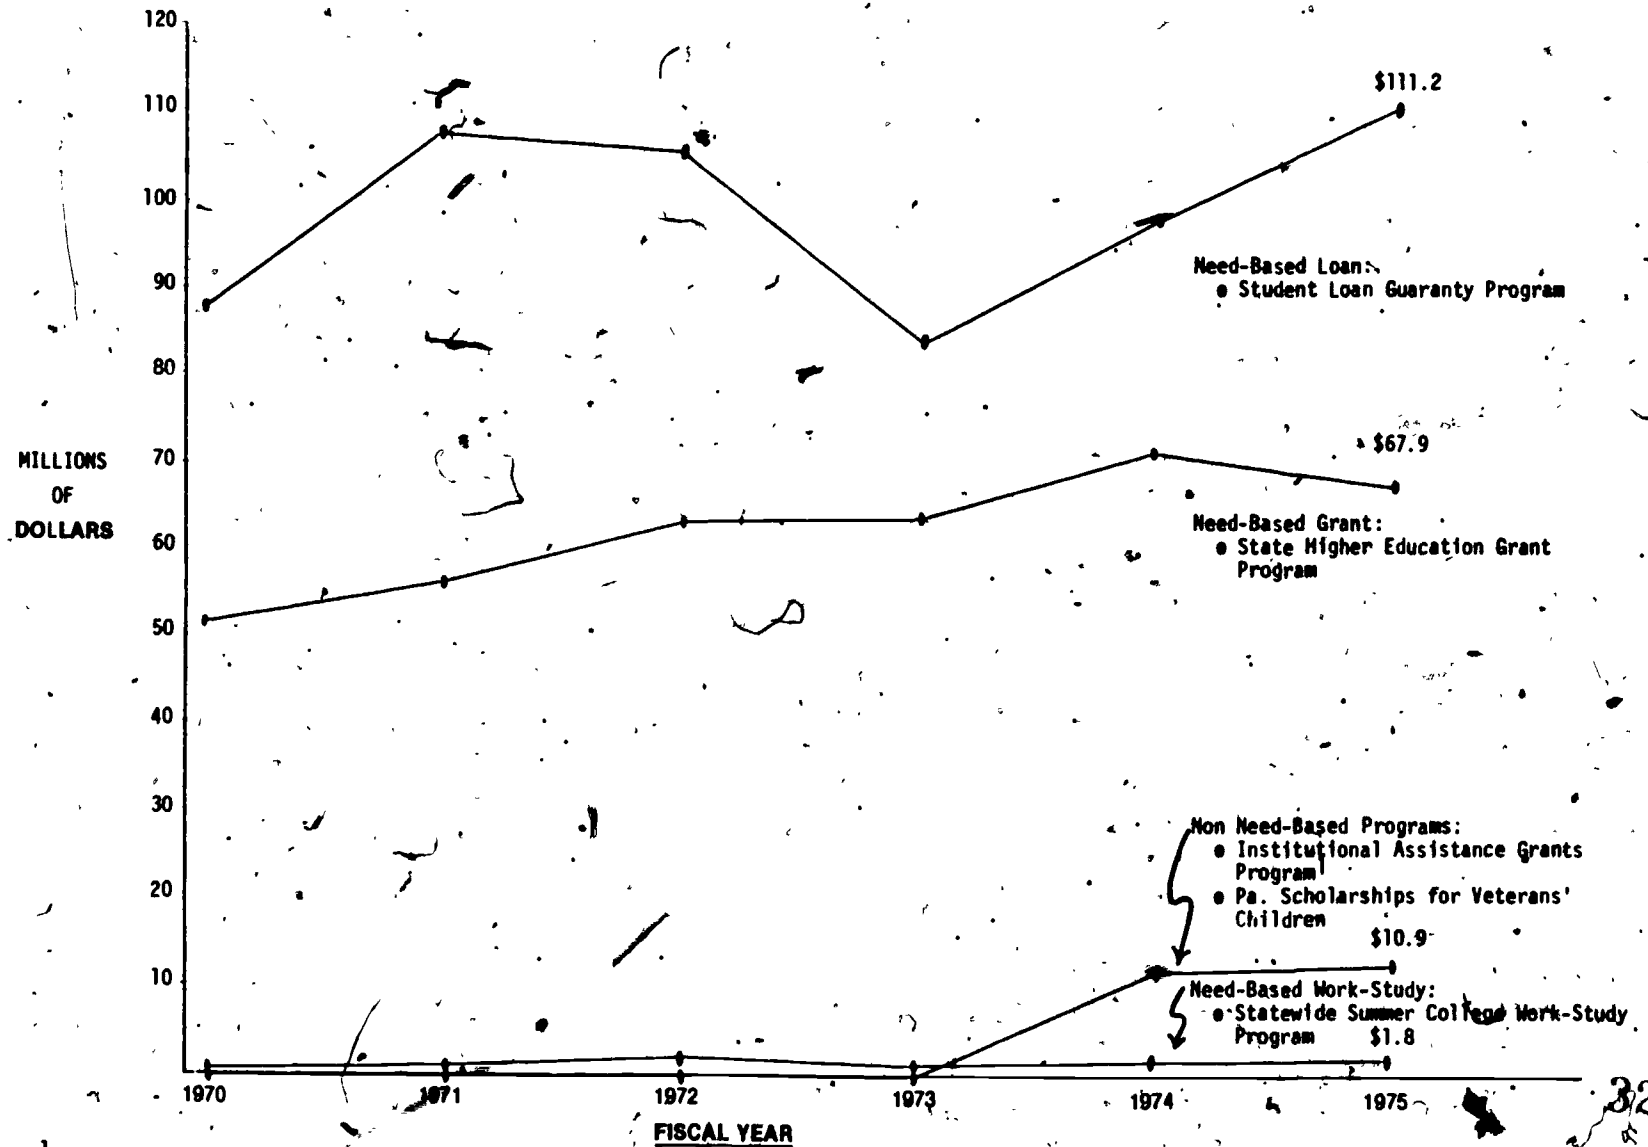 120
110
100
90
80
70
60
50
40
30
20
10
MILLIONS
OF
DOLLARS
$111.2
Need-Based Loan:
• Student Loan Guaranty Program
$67.9
Need-Based Grant:
• State Higher Education Grant
Program
Non Need-Based Programs:
• Institutional Assistance Grants
Program
• Pa. Scholarships for Veterans'
Children
$10.9
Need-Based Work-Study:
• Statewide Summer College Work-Study
Program $1.8
1970 1971 1972 1973 1974 1975
FISCAL YEAR
32